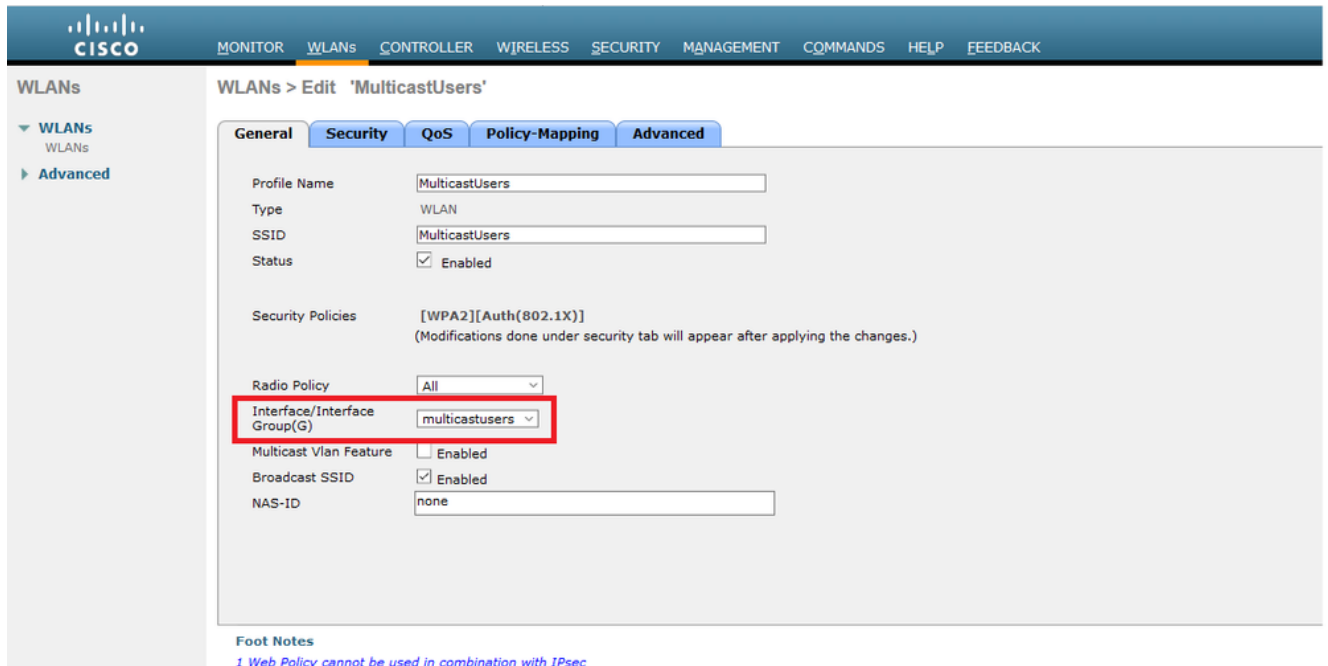 CISCO
MONITOR WLANs CONTROLLER WIRELESS SECURITY MANAGEMENT COMMANDS HELP FEEDBACK
WLANs
WLANs
WLANs
Advanced
WLANs > Edit 'MulticastUsers'
General Security QoS Policy-Mapping Advanced
Profile Name MulticastUsers
Type WLAN
SSID MulticastUsers
Status Enabled
Security Policies [WPA2][Auth(802.1X)]
(Modifications done under security tab will appear after applying the changes.)
Radio Policy All
Interface/Interface
Group(G) multicastusers
Multicast Vlan Feature Enabled
Broadcast SSID Enabled
NAS-ID none
Foot Notes
1 Web Policy cannot be used in combination with IPsec